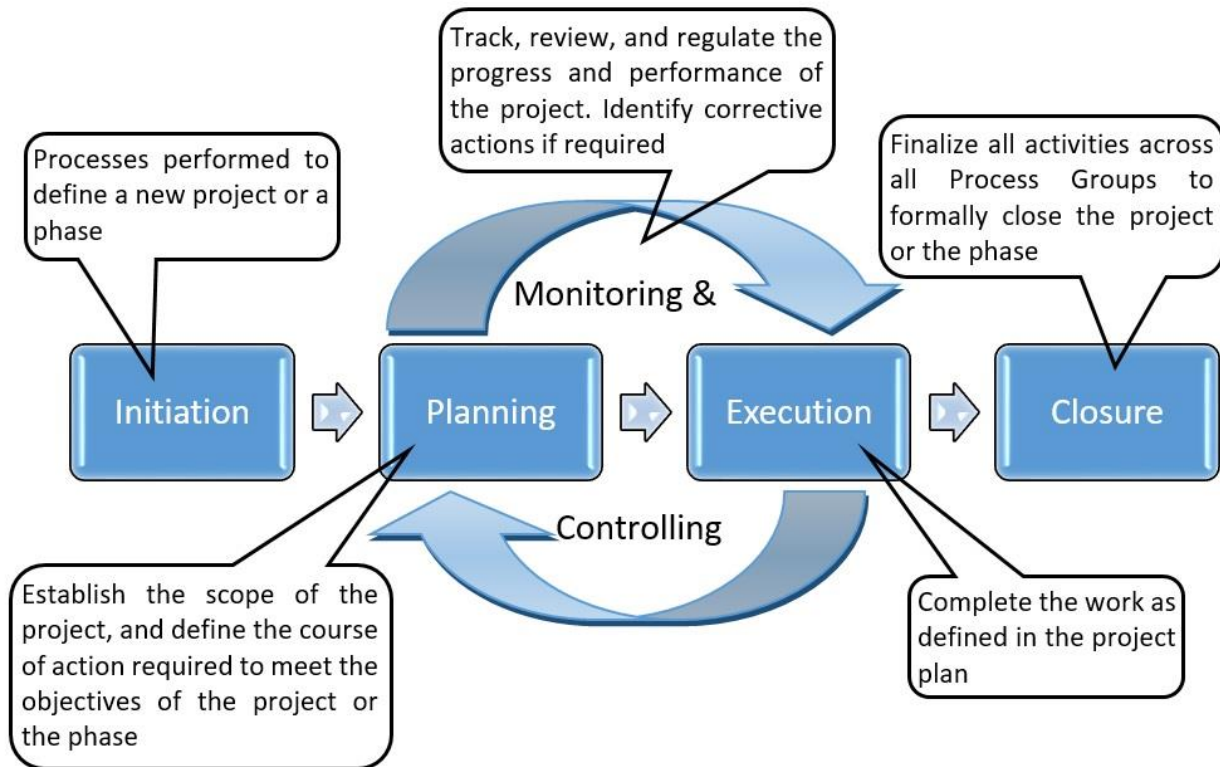 Track, review, and regulate the
progress and performance of
the project. Identify corrective
actions if required
Processes performed to
define a new project or a
phase
Finalize all activities across
all Process Groups to
formally close the project
or the phase
Monitoring &
Initiation
Planning
Execution
Closure
Controlling
Establish the scope of the
project, and define the course
of action required to meet the
objectives of the project or
the phase
Complete the work as
defined in the project
plan